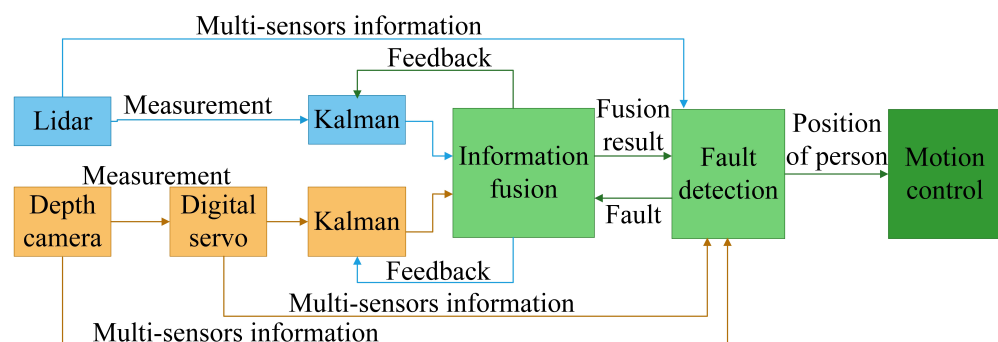 Multi-sensors information
Feedback
Lidar
Measurement
Kalman
Information
fusion
Fusion
result
Fault
detection
Position
of person
Motion
control
Measurement
Depth
camera
Digital
servo
Kalman
Fault
Feedback
Multi-sensors information
Multi-sensors information